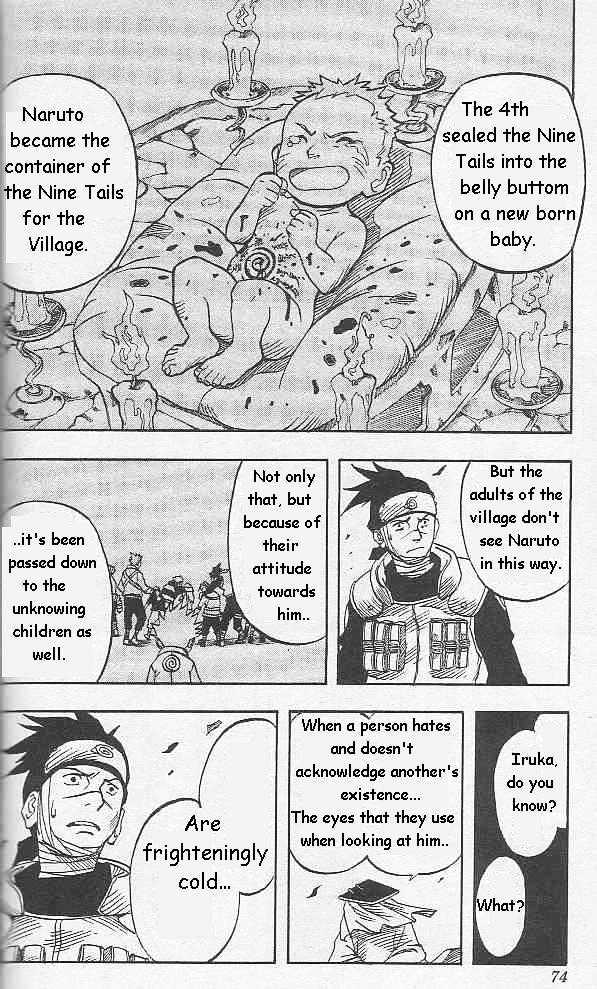 The 4th
sealed the Nine
Tails into the
belly buttom
on a new born
baby.
Naruto
became the
container of
the Nine Tails
for the
Village.
But the
adults of the
village don't
see Naruto
in this way.
Not only
that, but
because of
their
attitude
towards
him..
..it's been
passed down
to the
unknowing
children as
well.
Iruka,
do you
know?
What?
When a person hates
and doesn't
acknowledge another's
existence...
The eyes that they use
when looking at him..
Are
frighteningly
cold...
74